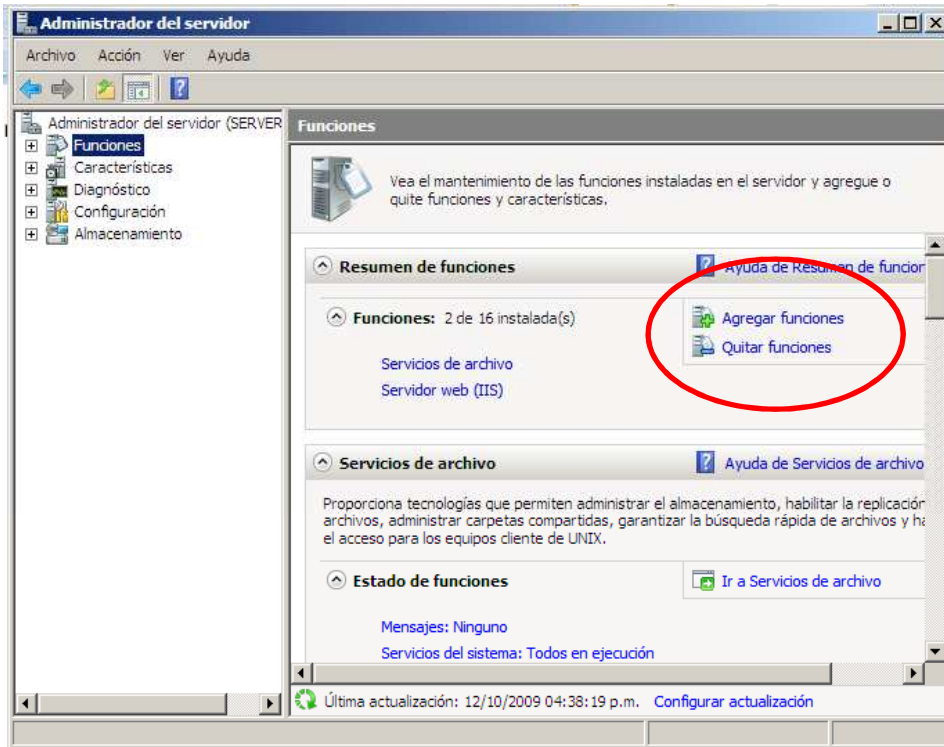 Administrador del servidor
Archivo Acción Ver Ayuda
Administrador del servidor (SERVER
Funciones
Características
Diagnóstico
Configuración
Almacenamiento
Funciones
Vea el mantenimiento de las funciones instaladas en el servidor y agregue o
quite funciones y características.
Resumen de funciones
Ayuda de Resumen de funcion
Funciones: 2 de 16 instalada(s)
Agregar funciones
Quitar funciones
Servicios de archivo
Servidor web (IIS)
Servicios de archivo
Ayuda de Servicios de archivo
Proporciona tecnologías que permiten administrar el almacenamiento, habilitar la replicación
archivos, administrar carpetas compartidas, garantizar la búsqueda rápida de archivos y ha
el acceso para los equipos cliente de UNIX.
Estado de funciones
Ir a Servicios de archivo
Mensajes: Ninguno
Servicios del sistema: Todos en ejecución
Última actualización: 12/10/2009 04:38:19 p.m. Configurar actualización